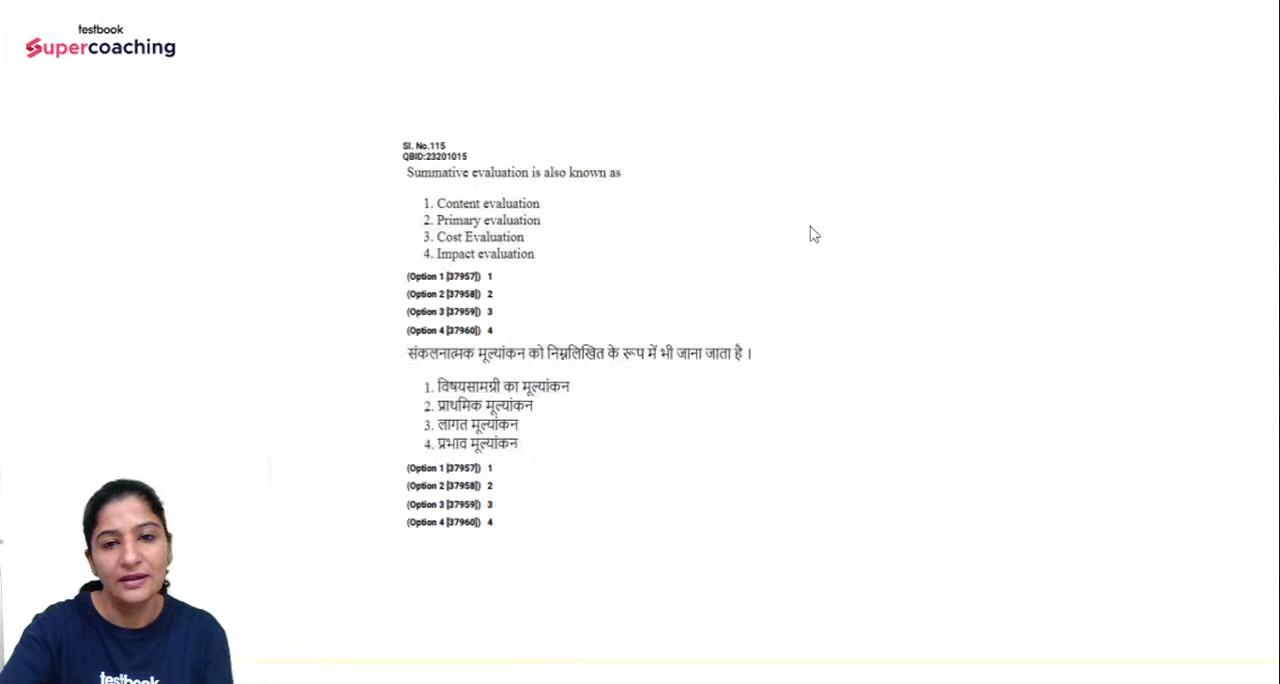 testbook
Supercoaching
Sl. No.115
QBID:23201015
Summative evaluation is also known as
1. Content evaluation
2. Primary evaluation
3. Cost Evaluation
4. Impact evaluation
(Option 1 [37957]) 1
(Option 2 [37958]) 2
(Option 3 [37959]) 3
(Option 4 [37960]) 4
संकलनात्मक मूल्यांकन को निम्नलिखित के रूप में भी जाना जाता है ।
1. विषयसामग्री का मूल्यांकन
2. प्राथमिक मूल्यांकन
3. लागत मूल्यांकन
4. प्रभाव मूल्यांकन
(Option 1 [37957]) 1
(Option 2 [37958]) 2
(Option 3 [37959]) 3
(Option 4 [37960]) 4
testbook